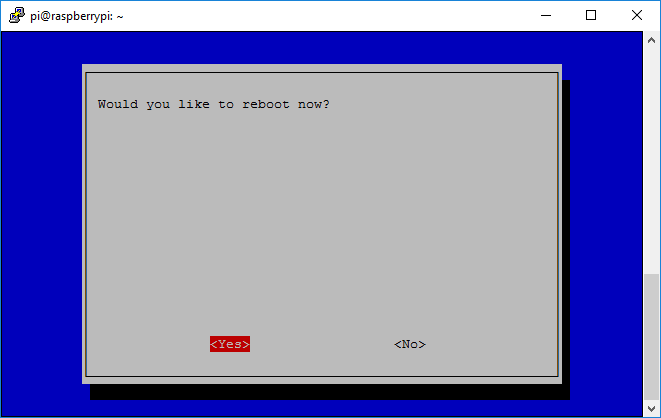 pi@raspberrypi: ~
Would you like to reboot now?
<Yes> <No>